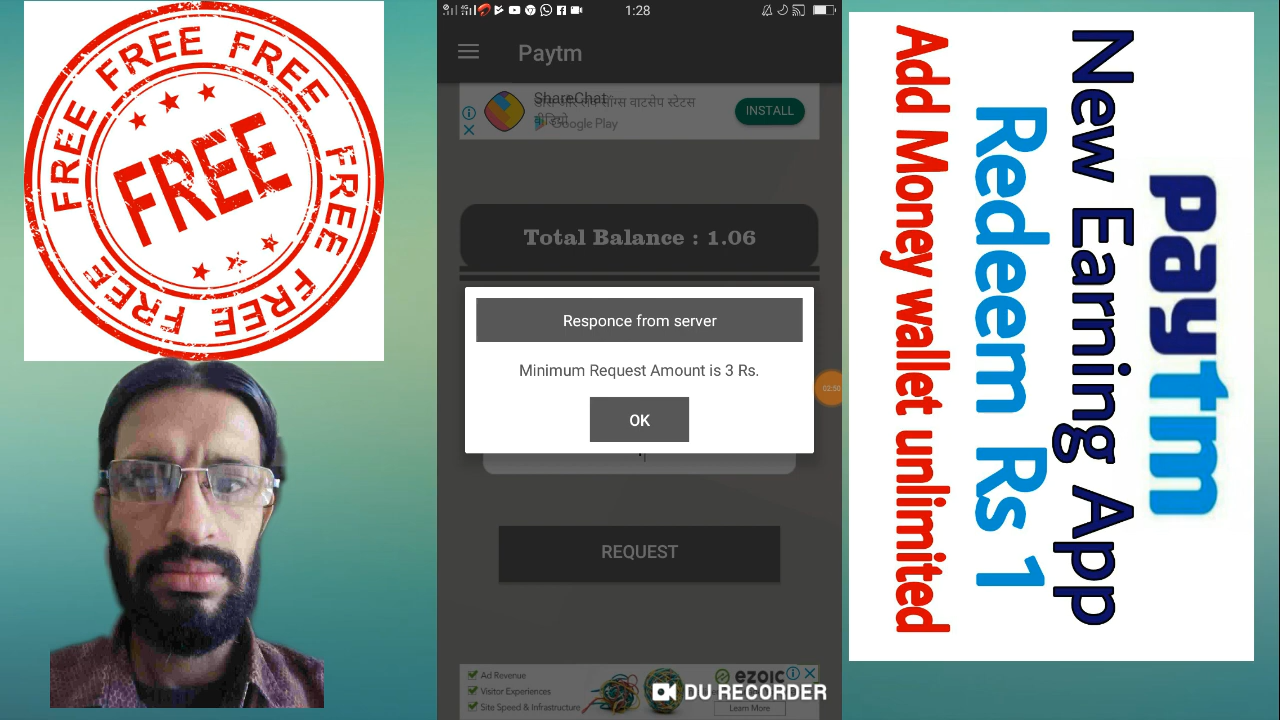 FREE FREE FREE FREE FREE FREE FREE FREE
FREE
1:28
Paytm
ShareChat
वीडियो
Google Play
INSTALL
Total Balance : 1.06
Responce from server
Minimum Request Amount is 3 Rs.
OK
02:50
REQUEST
Ad Revenue
Visitor Experiences
Site Speed & Infrastructure
EZOIC
Learn More
DU RECORDER
paytm
New Earning App
Redeem Rs 1
Add Money wallet unlimited